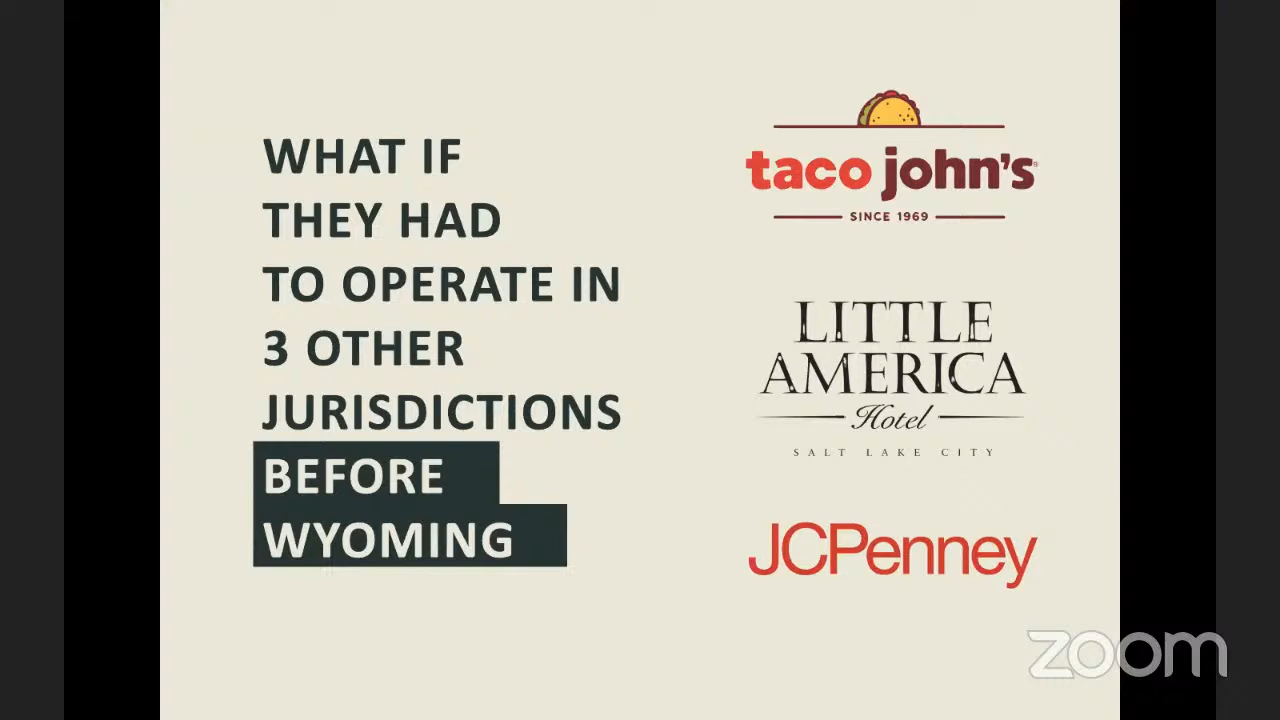 WHAT IF
THEY HAD
TO OPERATE IN
3 OTHER
JURISDICTIONS
BEFORE
WYOMING
taco john's®
SINCE 1969
LITTLE
AMERICA
Hotel
SALT LAKE CITY
JCPenney
zoom